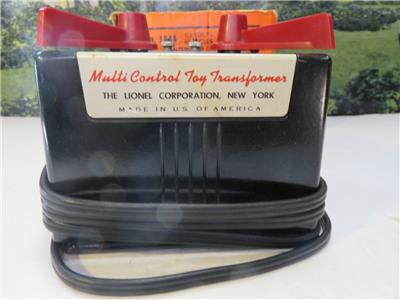 Multi Control Toy Transformer
THE LIONEL CORPORATION, NEW YORK
MADE IN U.S. OF AMERICA